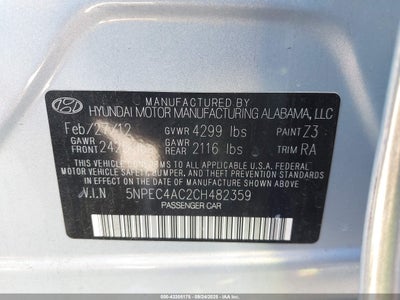 MANUFACTURED BY
HYUNDAI MOTOR MANUFACTURING ALABAMA, LLC
Feb/27/12 GVWR 4299 lbs PAINT Z3
GAWR FRONT GAWR REAR 2116 lbs TRIM RA
THIS VEHICLE CONFORMS TO ALL APPLICABLE U.S.A. FEDERAL
MOTOR VEHICLE SAFETY, BUMPER, AND THEFT PREVENTION STANDARDS
IN EFFECT ON THE DATE OF MANUFACTURE SHOWN ABOVE.
V.I.N 5NPEC4AC2CH482359
PASSENGER CAR